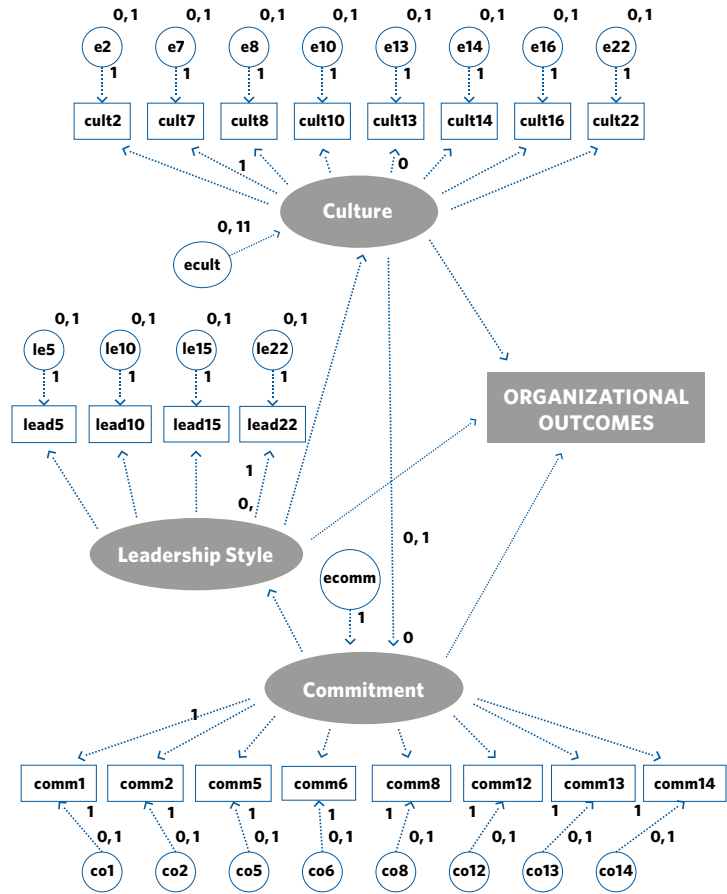 0, 1 0, 1 0, 1 0, 1 0, 1 0, 1 0, 1 0, 1
e2 e7 e8 e10 e13 e14 e16 e22
1 1 1 1 1 1 1 1
cult2 cult7 cult8 cult10 cult13 cult14 cult16 cult22
1 0
Culture
0, 11
ecult
0, 1 0, 1 0, 1 0, 1
le5 le10 le15 le22
1 1 1 1
lead5 lead10 lead15 lead22
ORGANIZATIONAL
OUTCOMES
1
0,
0, 1
Leadership Style
ecomm
1
0
Commitment
1
comm1 comm2 comm5 comm6 comm8 comm12 comm13 comm14
1 1 1 1 1 1 1 1
0, 1 0, 1 0, 1 0, 1 0, 1 0, 1 0, 1 0, 1
co1 co2 co5 co6 co8 co12 co13 co14